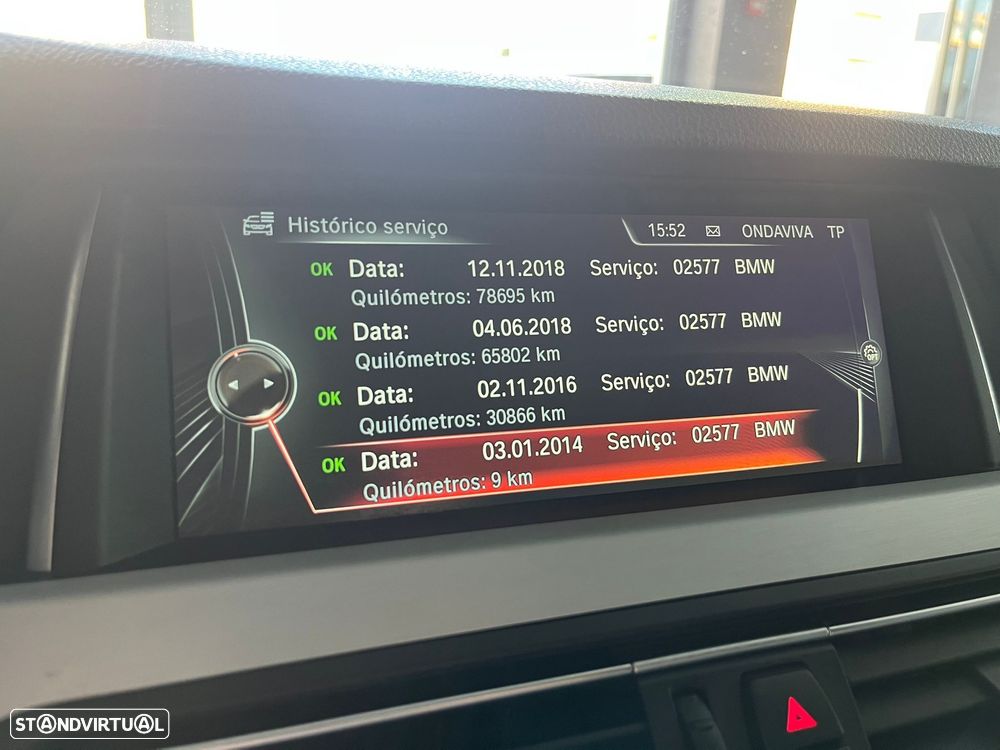 Histórico serviço
15:52 ONDAVIVA TP
OK Data: 12.11.2018 Serviço: 02577 BMW
Quilómetros: 78695 km
OK Data: 04.06.2018 Serviço: 02577 BMW
Quilómetros: 65802 km
OPT
OK Data: 02.11.2016 Serviço: 02577 BMW
Quilómetros: 30866 km
OK Data: 03.01.2014 Serviço: 02577 BMW
Quilómetros: 9 km
STANDVIRTUAL